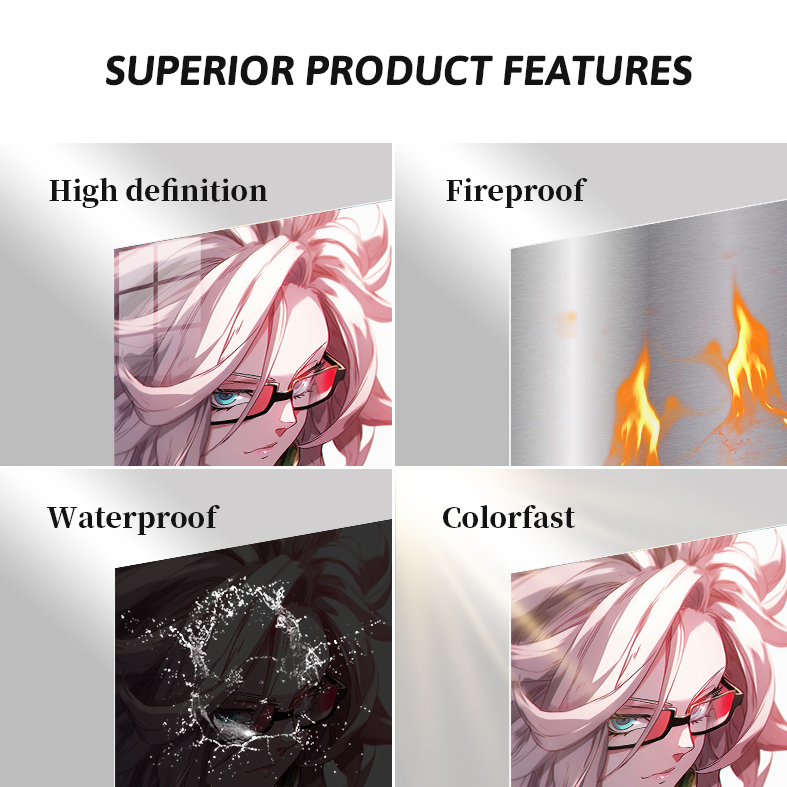 SUPERIOR PRODUCT FEATURES
High definition
Fireproof
Waterproof
Colorfast